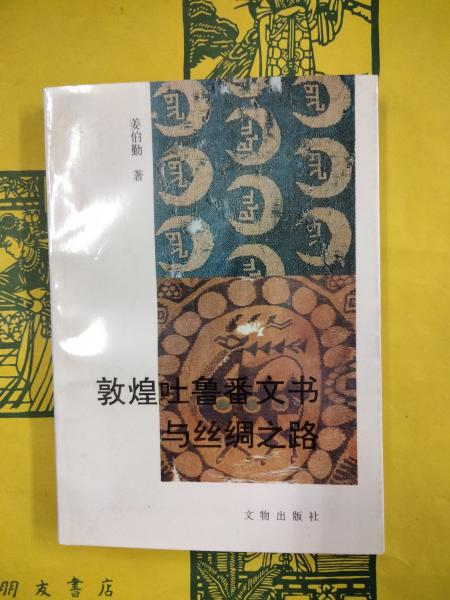 姜伯勤 著
敦煌吐鲁番文书
与丝绸之路
文物出版社
朋友書店